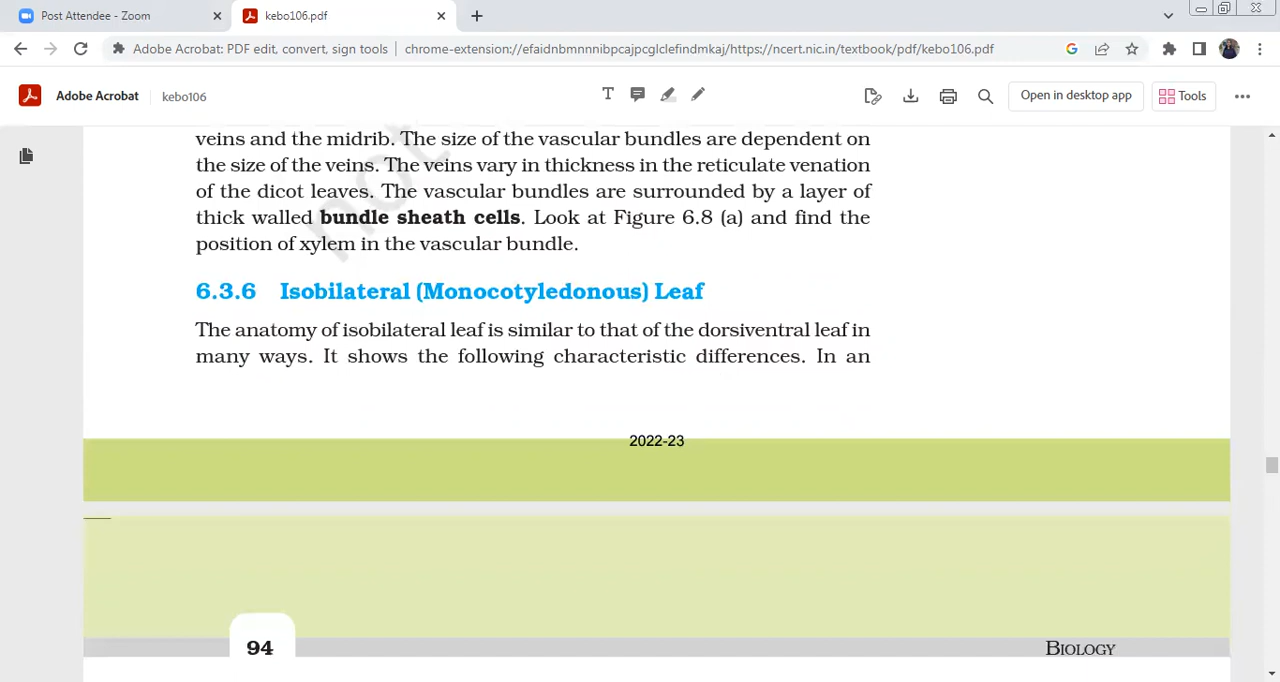 Post Attendee - Zoom
kebo106.pdf
Adobe Acrobat: PDF edit, convert, sign tools | chrome-extension://efaidnbmnnnibpcajpcglclefindmkaj/https://ncert.nic.in/textbook/pdf/kebo106.pdf
Adobe Acrobat
kebo106
Open in desktop app
Tools
veins and the midrib. The size of the vascular bundles are dependent on
the size of the veins. The veins vary in thickness in the reticulate venation
of the dicot leaves. The vascular bundles are surrounded by a layer of
thick walled bundle sheath cells. Look at Figure 6.8 (a) and find the
position of xylem in the vascular bundle.
not
6.3.6 Isobilateral (Monocotyledonous) Leaf
The anatomy of isobilateral leaf is similar to that of the dorsiventral leaf in
many ways. It shows the following characteristic differences. In an
2022-23
94
BIOLOGY